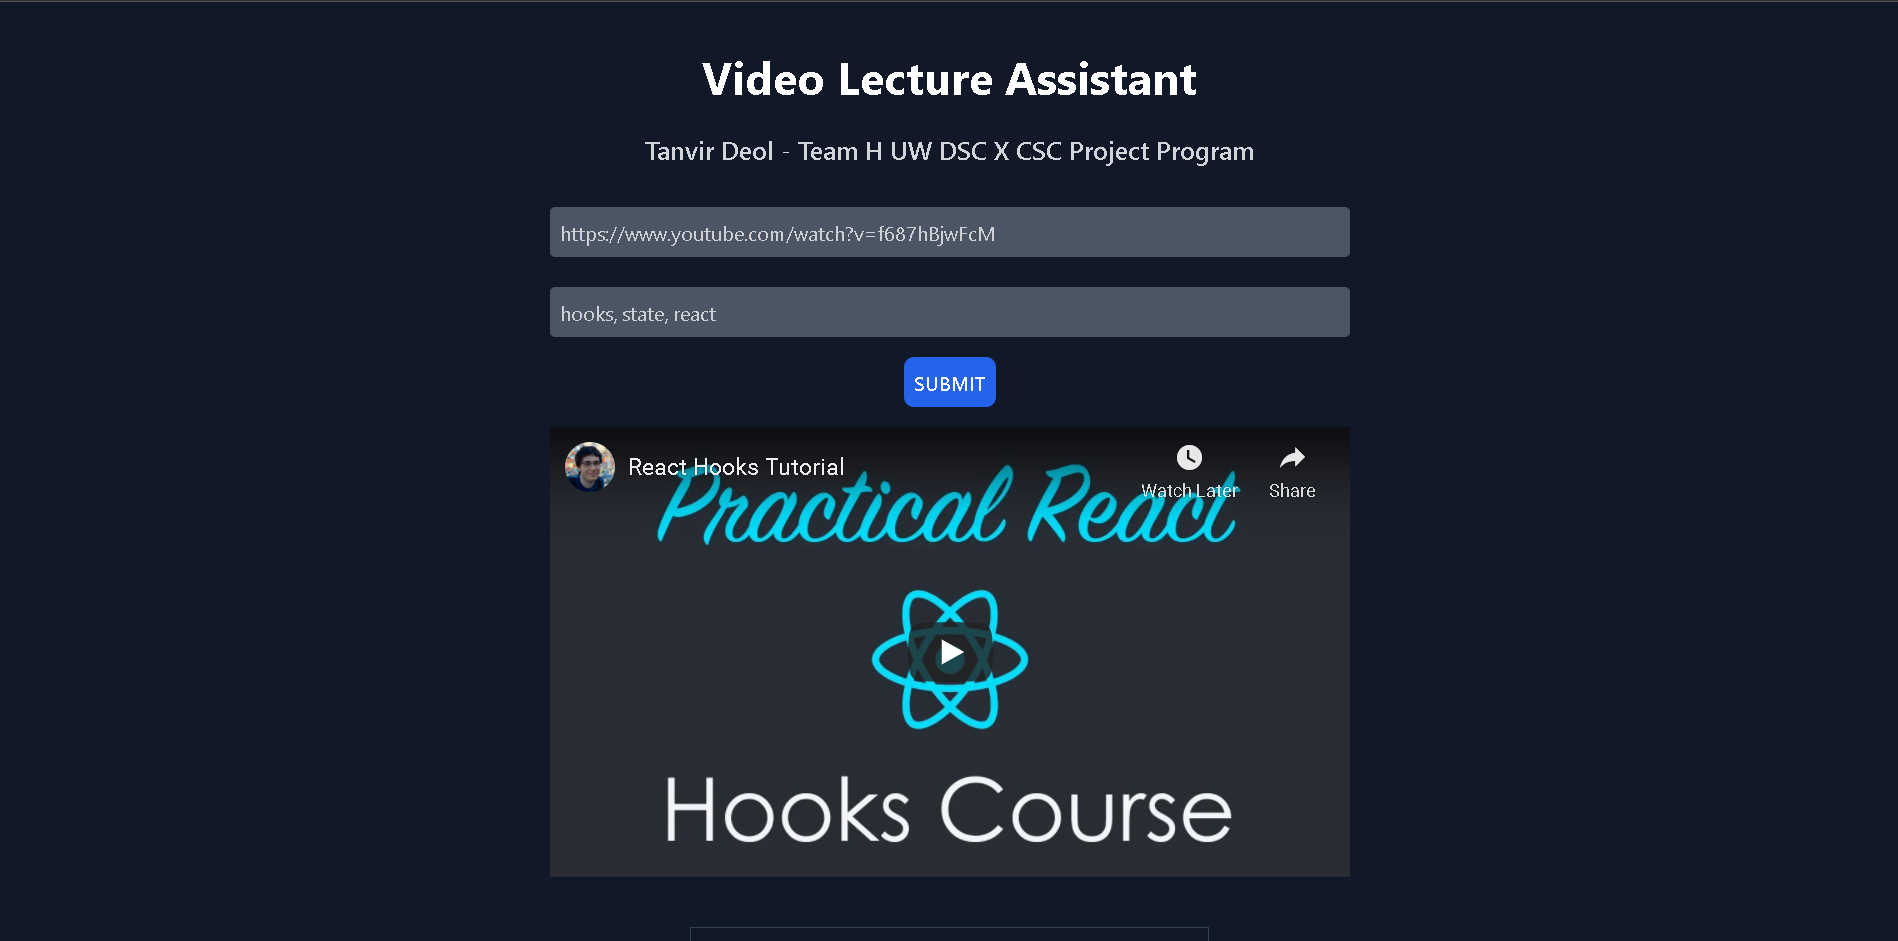 Video Lecture Assistant
Tanvir Deol - Team H UW DSC X CSC Project Program
https://www.youtube.com/watch?v=f687hBjwFcM
hooks, state, react
SUBMIT
React Hooks Tutorial
Watch Later
Share
Practical React
Hooks Course